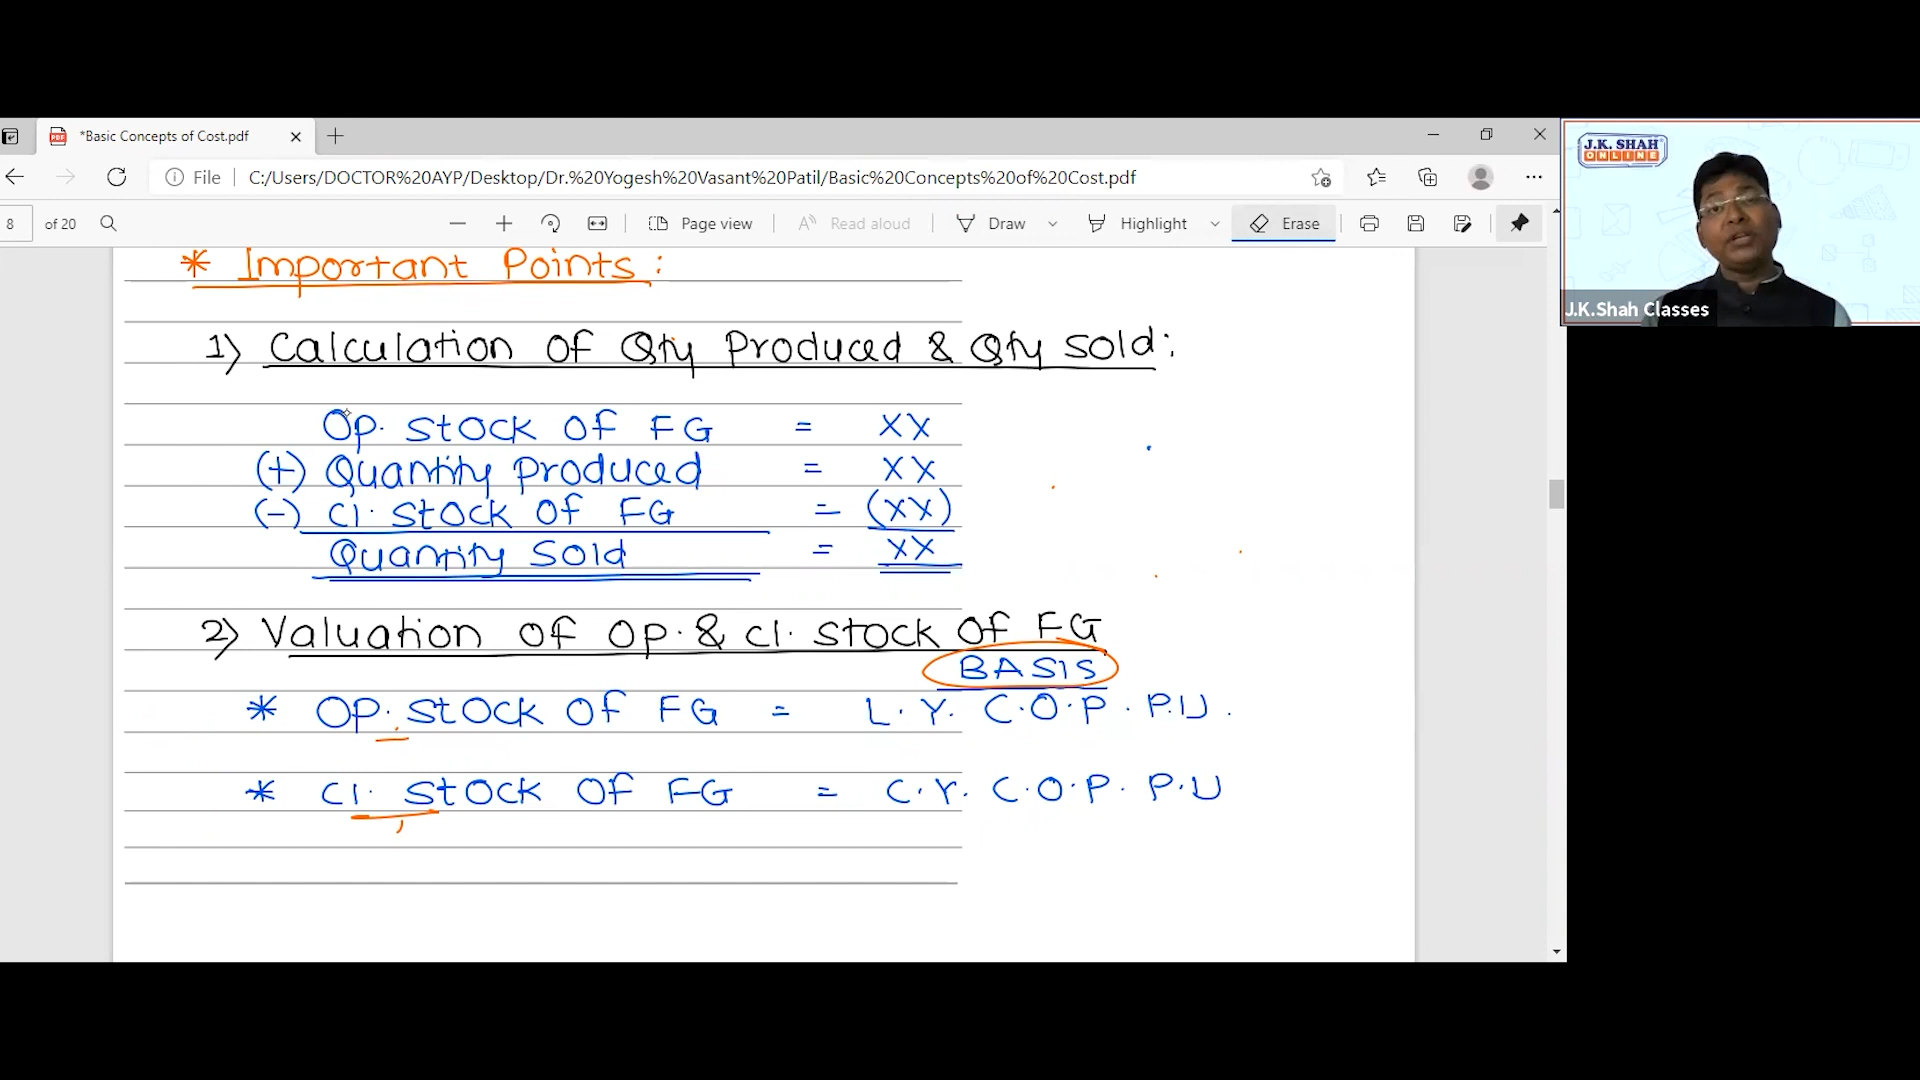 *Basic Concepts of Cost.pdf
File C:/Users/DOCTOR%20AYP/Desktop/Dr.%20Yogesh%20Vasant%20Patil/Basic%20Concepts%20of%20Cost.pdf
8 of 20 Page view Read aloud Draw Highlight Erase
J.K. SHAH
ONLINE
J.K.Shah Classes
* Important Points :
1) Calculation of Qty Produced & Qty Sold :
Op. Stock of FG = XX
(+) Quantity Produced = XX
(-) Cl. Stock of FG = (XX)
Quantity Sold = XX
2) Valuation of Op. & Cl. Stock of FG
BASIS
* Op. Stock of FG = L.Y. C.O.P. P.U.
* Cl. Stock of FG = C.Y. C.O.P. P.U